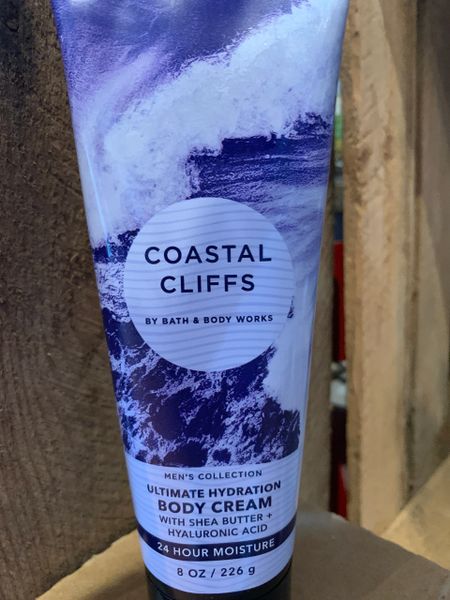 COASTAL
CLIFFS
BY BATH & BODY WORKS
MEN'S COLLECTION
ULTIMATE HYDRATION
BODY CREAM
WITH SHEA BUTTER +
HYALURONIC ACID
24 HOUR MOISTURE
8 OZ / 226 g